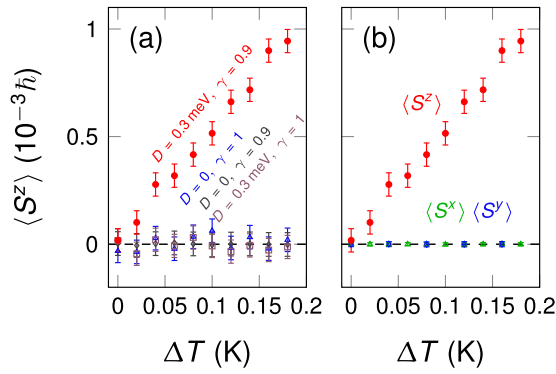 (a)
(b)
⟨S^z⟩ (10^−3 ℏ)
1
0.5
0
D = 0.3 meV, γ = 0.9
D = 0, γ = 1
D = 0, γ = 0.9
D = 0.3 meV, γ = 1
⟨S^z⟩
⟨S^x⟩ ⟨S^y⟩
0 0.05 0.1 0.15 0.2
0 0.05 0.1 0.15 0.2
ΔT (K)
ΔT (K)